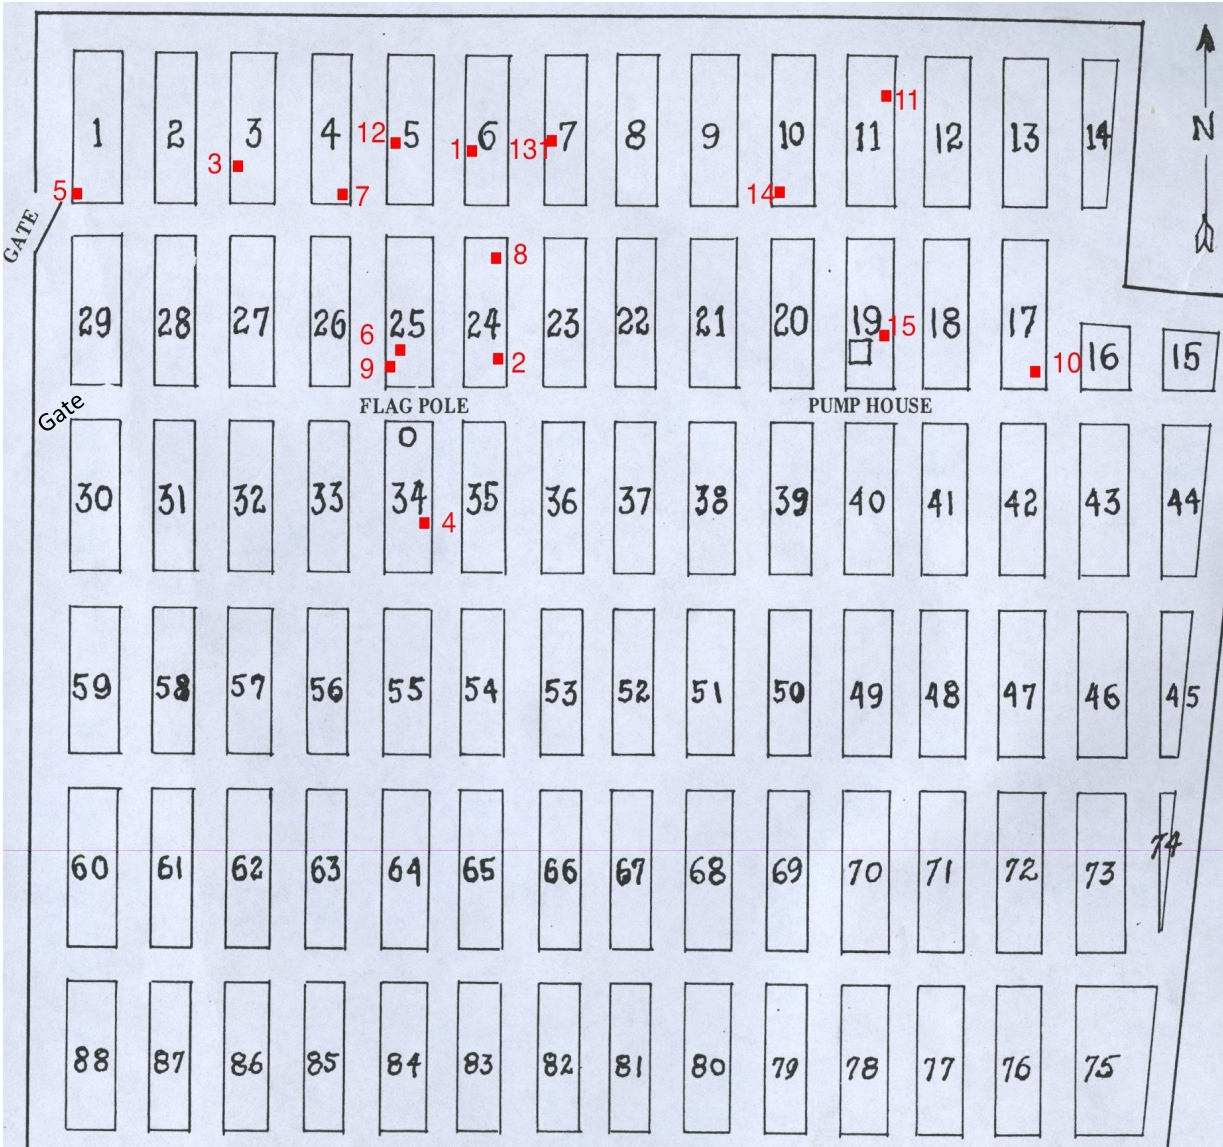 1 2 3 4 12 5 1 6 131 7 8 9 10 11 11 12 13 14
3
5 7 14
N
GATE
8
29 28 27 26 25 24 23 22 21 20 19 15 18 17 16 15
6
9 2 10
Gate FLAG POLE PUMP HOUSE
30 31 32 33 34 35 36 37 38 39 40 41 42 43 44
4
59 58 57 56 55 54 53 52 51 50 49 48 47 46 45
60 61 62 63 64 65 66 67 68 69 70 71 72 73 74
88 87 86 85 84 83 82 81 80 79 78 77 76 75